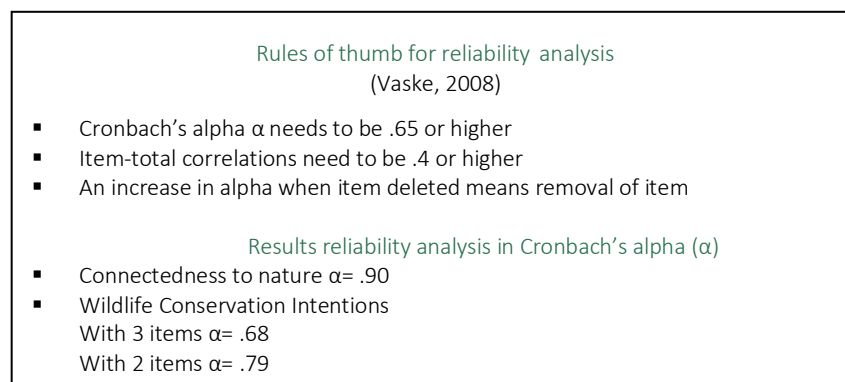 Rules of thumb for reliability analysis
(Vaske, 2008)
▪ Cronbach's alpha α needs to be .65 or higher
▪ Item-total correlations need to be .4 or higher
▪ An increase in alpha when item deleted means removal of item
Results reliability analysis in Cronbach's alpha (α)
▪ Connectedness to nature α= .90
▪ Wildlife Conservation Intentions
With 3 items α= .68
With 2 items α= .79